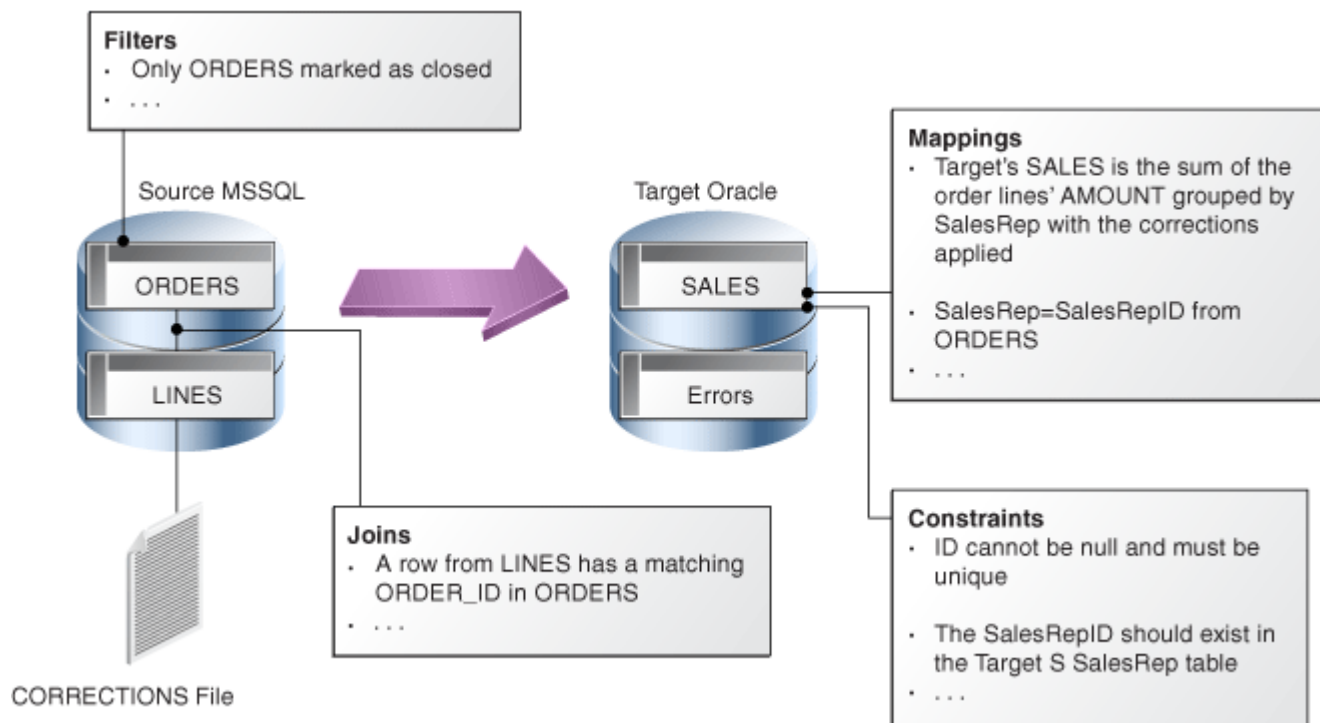 Filters
· Only ORDERS marked as closed
· . . .
Source MSSQL
ORDERS
LINES
CORRECTIONS File
Joins
· A row from LINES has a matching
ORDER_ID in ORDERS
· . . .
Target Oracle
SALES
Errors
Mappings
· Target's SALES is the sum of the
order lines' AMOUNT grouped by
SalesRep with the corrections
applied
· SalesRep=SalesRepID from
ORDERS
· . . .
Constraints
· ID cannot be null and must be
unique
· The SalesRepID should exist in
the Target S SalesRep table
· . . .